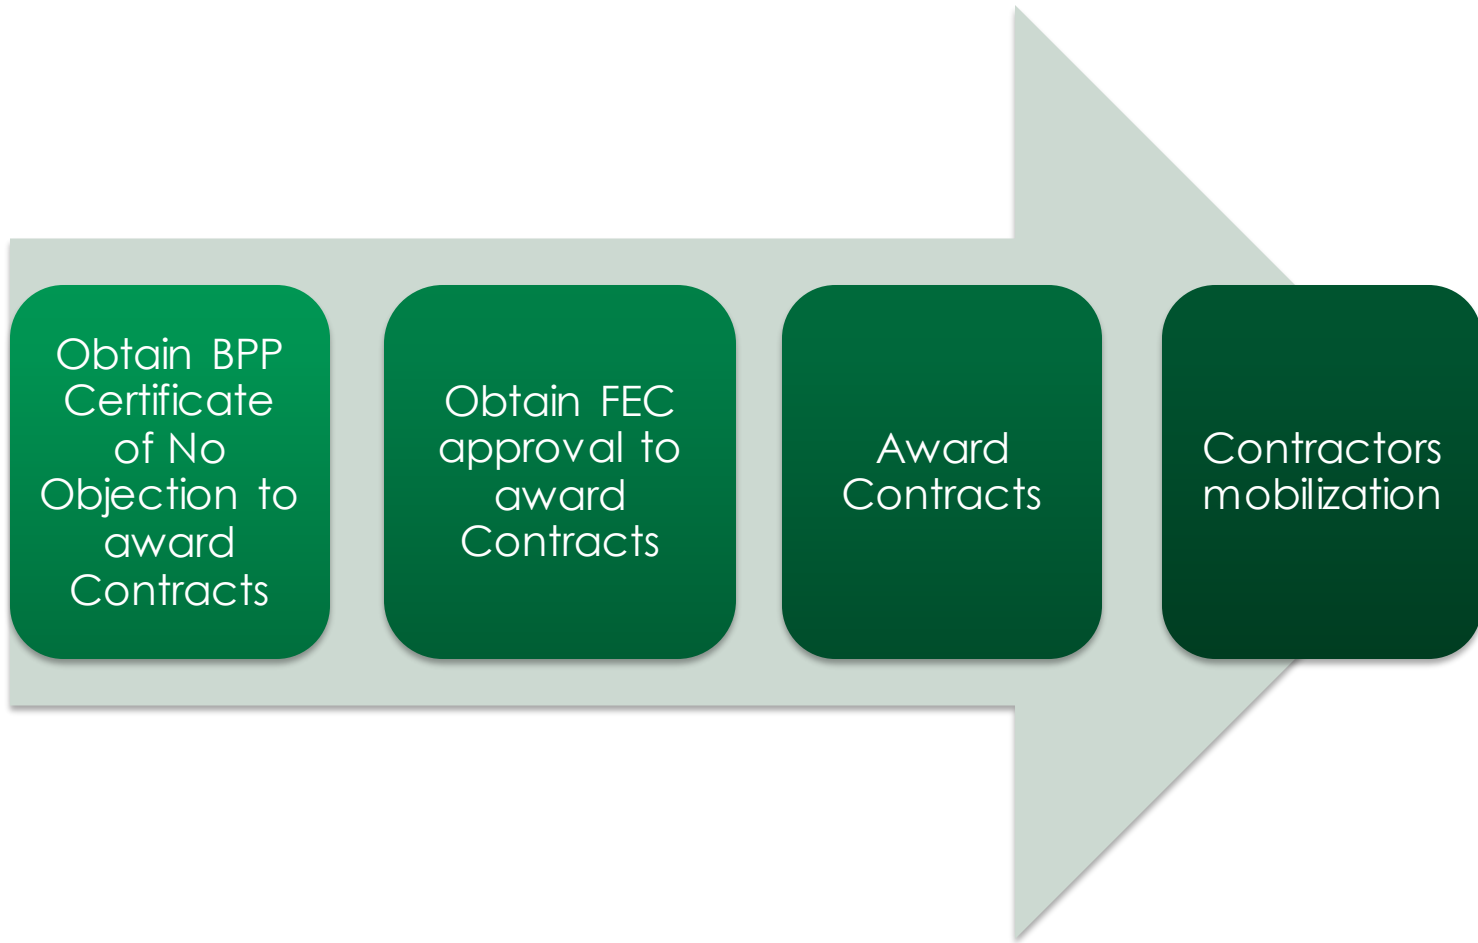 Obtain BPP
Certificate
of No
Objection to
award
Contracts
Obtain FEC
approval to
award
Contracts
Award
Contracts
Contractors
mobilization